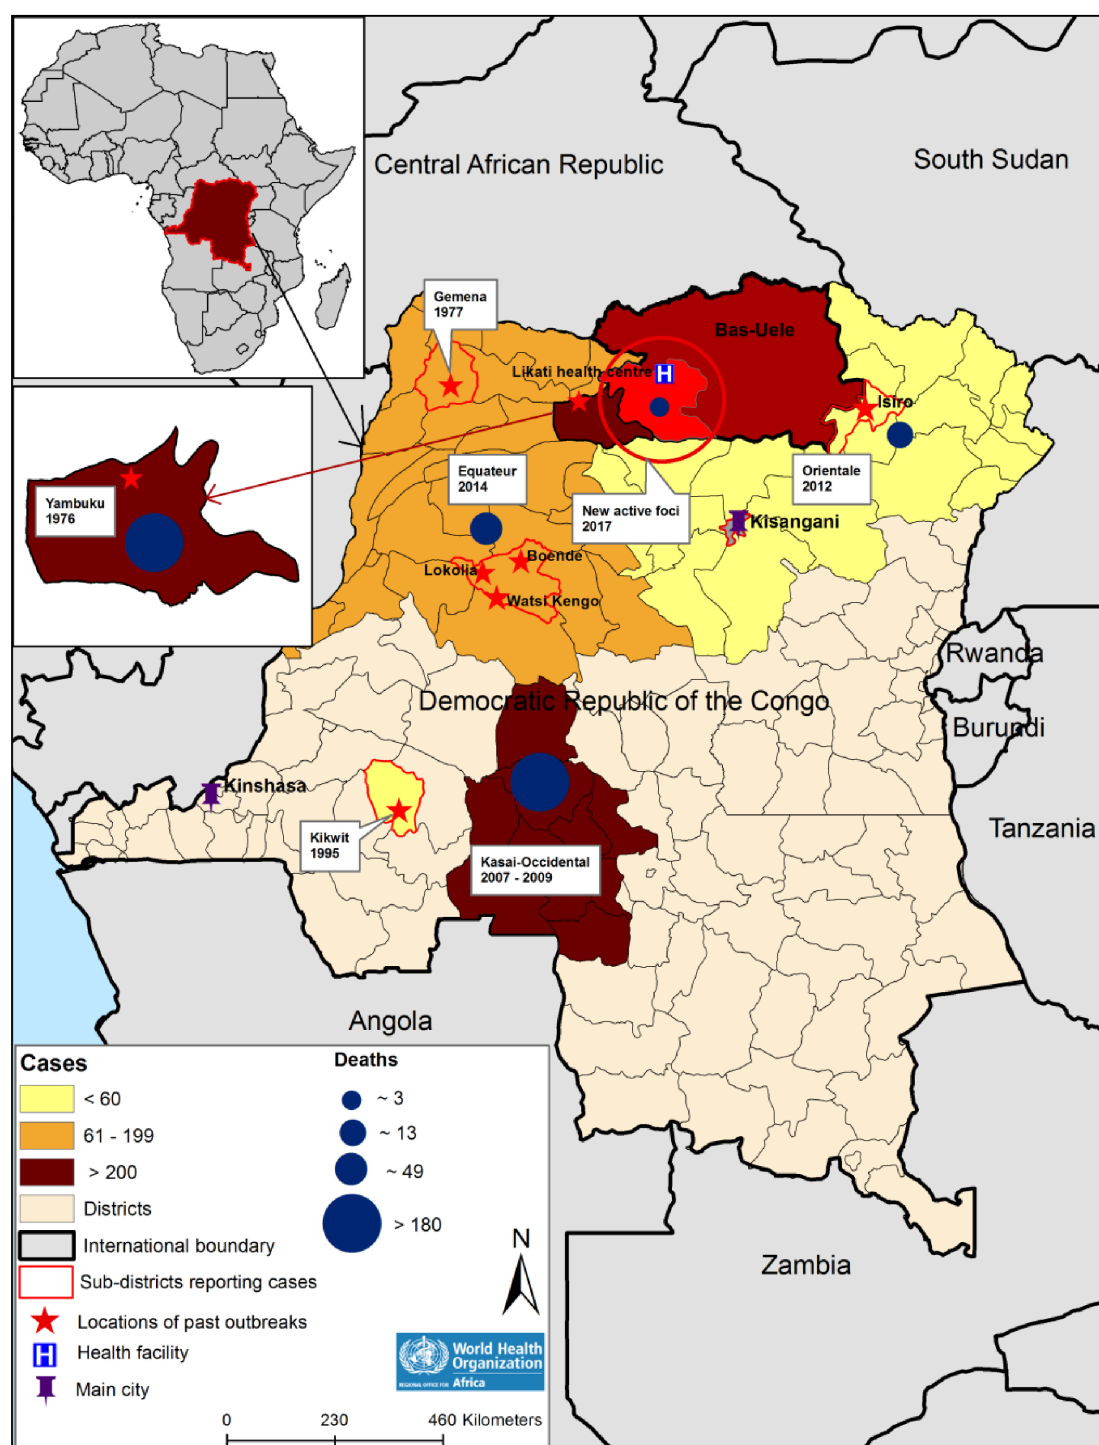 Central African Republic
South Sudan
Gemena
1977
Bas-Uele
Likati health centre
H
Isiro
Yambuku
1976
Equateur
2014
New active foci
2017
Orientale
2012
Kisangani
Boende
Lokolia
Watsi Kengo
Rwanda
Democratic Republic of the Congo
Burundi
Kinshasa
Kikwit
1995
Kasai-Occidental
2007 - 2009
Tanzania
Angola
Zambia
Cases
< 60
61 - 199
> 200
Districts
International boundary
Sub-districts reporting cases
Locations of past outbreaks
H
Health facility
Main city
Deaths
~ 3
~ 13
~ 49
> 180
N
World Health
Organization
REGIONAL OFFICE FOR Africa
0 230 460 Kilometers